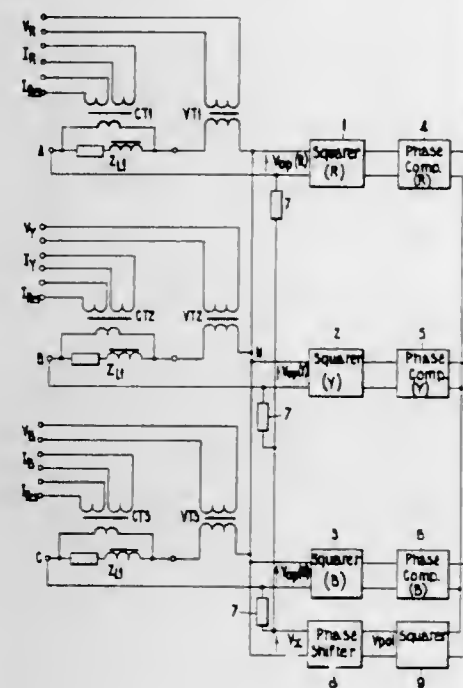 V_R
I_R
I_Res
CT1
VT1
A
Z_L1
V_op (R)
7
1
Squarer (R)
4
Phase Comp. (R)
V_Y
I_Y
I_Res
CT2
VT2
N
B
Z_L1
V_op(Y)
7
2
Squarer (Y)
5
Phase Comp. (Y)
V_B
I_B
I_Res
CT3
VT3
C
Z_L1
V_op(B)
7
3
Squarer (B)
6
Phase Comp. (B)
V_x
Phase Shifter
8
Vpol
Squarer
9